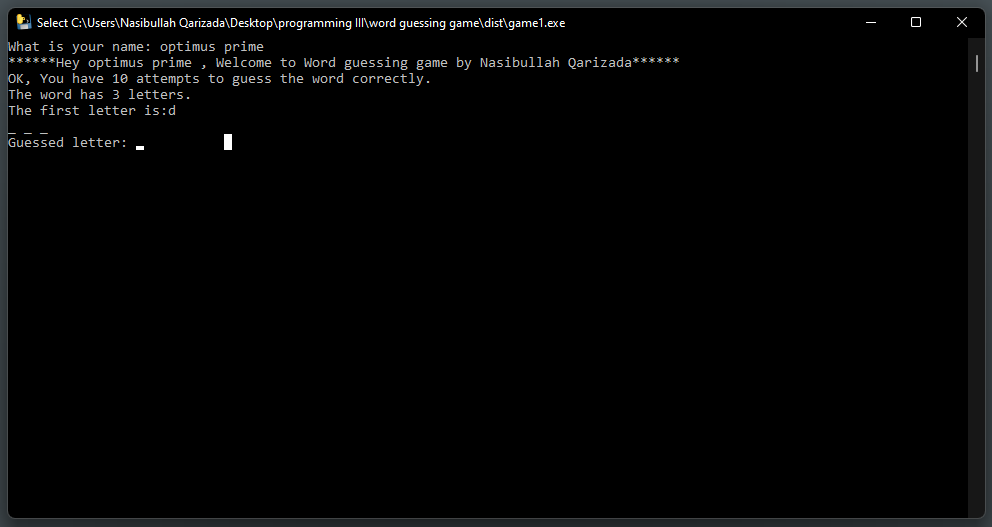 Select C:\Users\Nasibullah Qarizada\Desktop\programming III\word guessing game\dist\game1.exe
What is your name: optimus prime
******Hey optimus prime , Welcome to Word guessing game by Nasibullah Qarizada******
OK, You have 10 attempts to guess the word correctly.
The word has 3 letters.
The first letter is:d
_ _ _
Guessed letter: